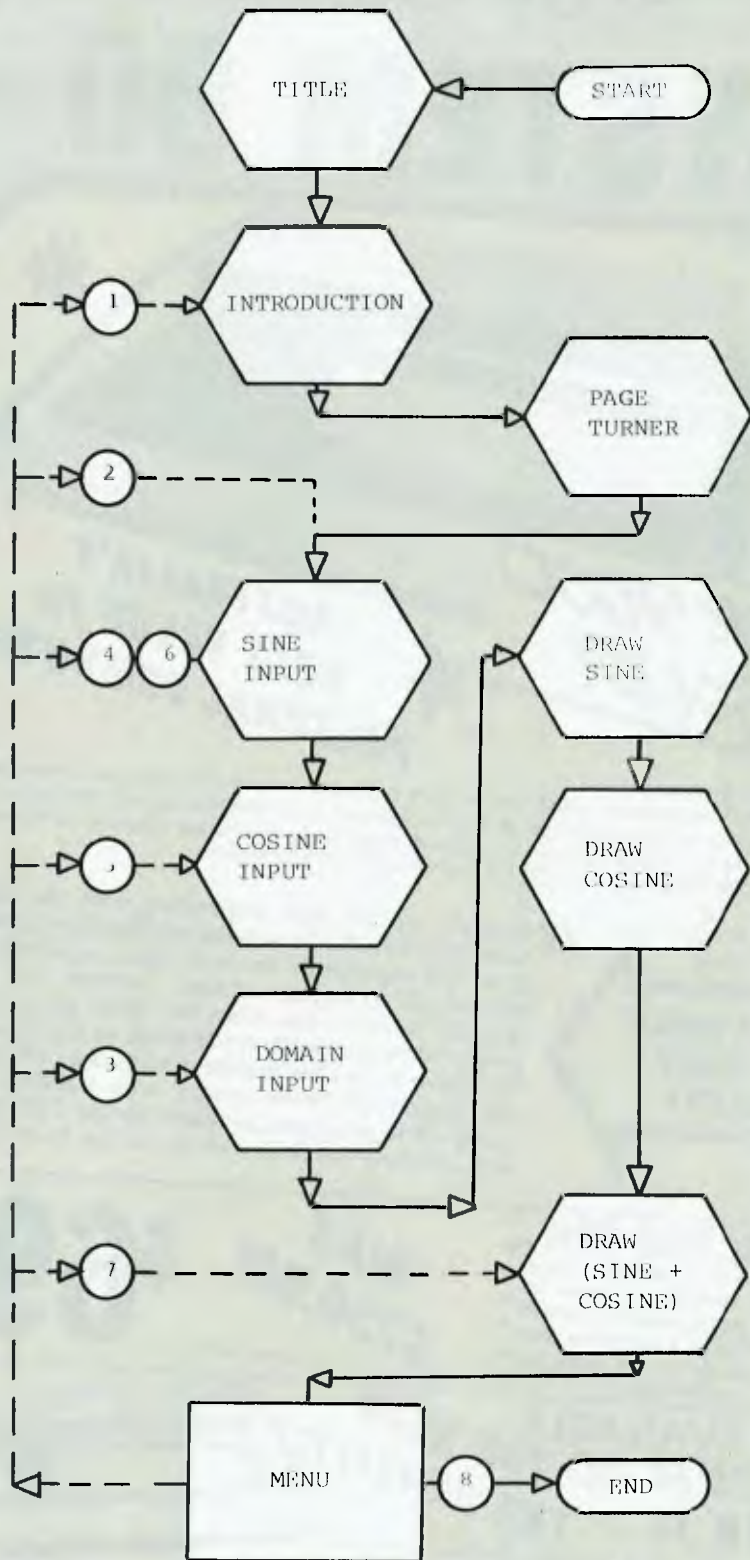 TITLE
START
1
INTRODUCTION
PAGE
TURNER
2
4 6
SINE
INPUT
DRAW
SINE
COSINE
INPUT
DRAW
COSINE
3
DOMAIN
INPUT
7
DRAW
(SINE +
COSINE)
MENU
8
END